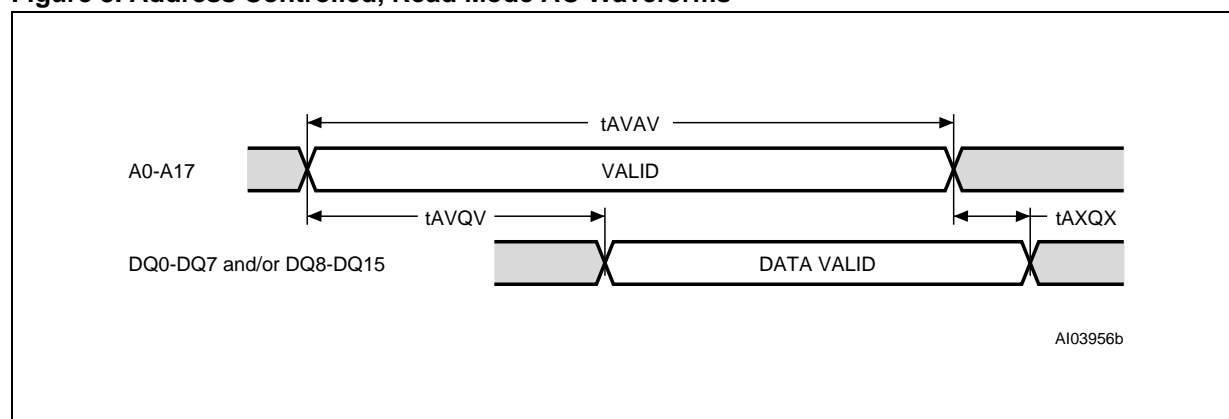 Figure Address Controlled, Read Mode AC Waveforms
tAVAV
A0-A17 VALID
tAVQV tAXQX
DQ0-DQ7 and/or DQ8-DQ15 DATA VALID
AI03956b